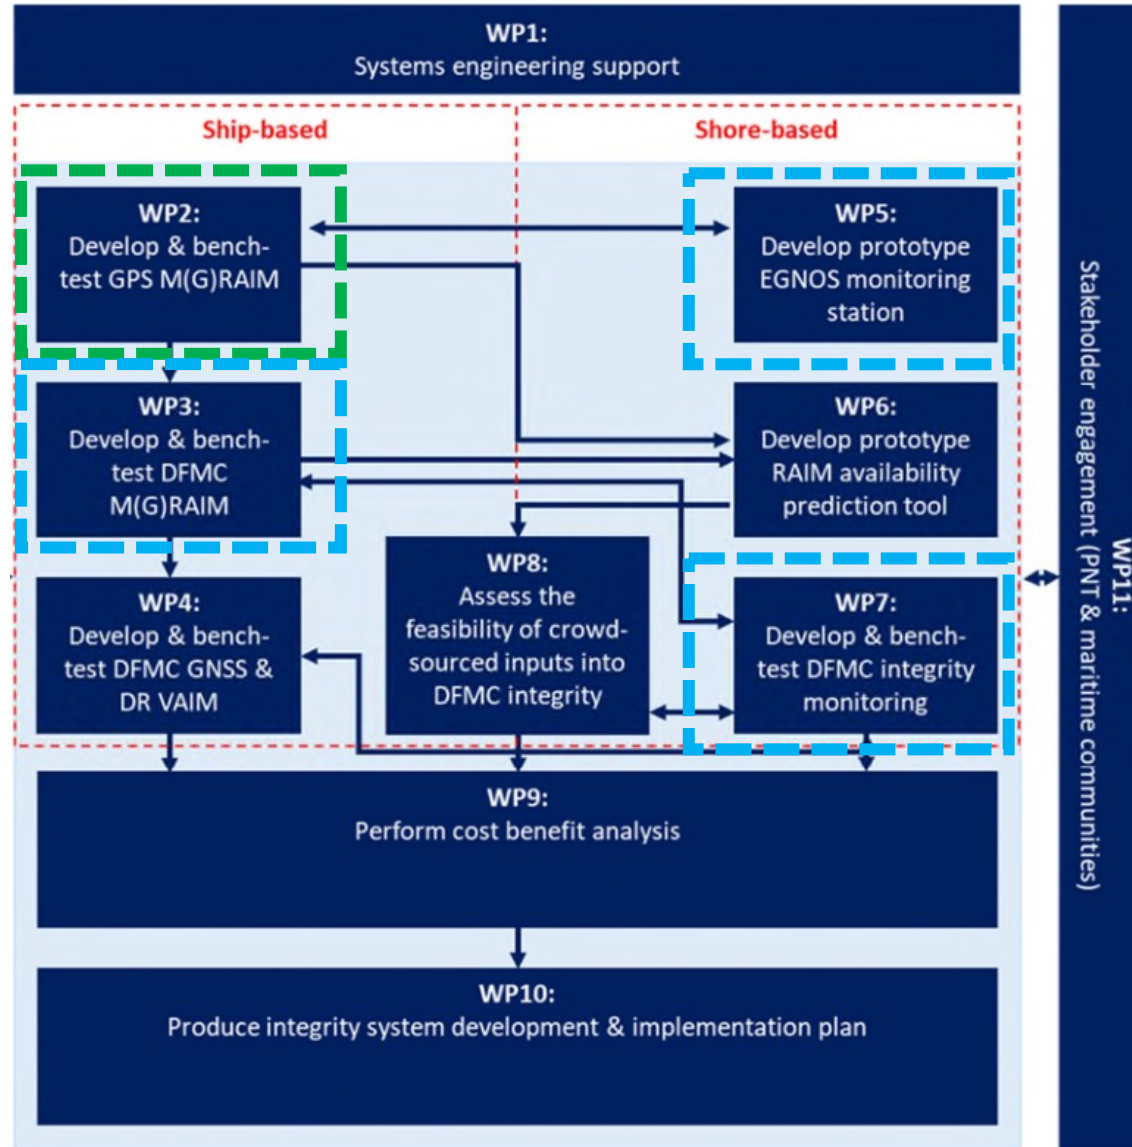 WP1:
Systems engineering support
Ship-based
Shore-based
WP2:
Develop & bench-
test GPS M(G)RAIM
WP5:
Develop prototype
EGNOS monitoring
station
WP3:
Develop & bench-
test DFMC
M(G)RAIM
WP6:
Develop prototype
RAIM availability
prediction tool
WP4:
Develop & bench-
test DFMC GNSS &
DR VAIM
WP8:
Assess the
feasibility of crowd-
sourced inputs into
DFMC integrity
WP7:
Develop & bench-
test DFMC integrity
monitoring
WP9:
Perform cost benefit analysis
WP10:
Produce integrity system development & implementation plan
WP11:
Stakeholder engagement (PNT & maritime communities)